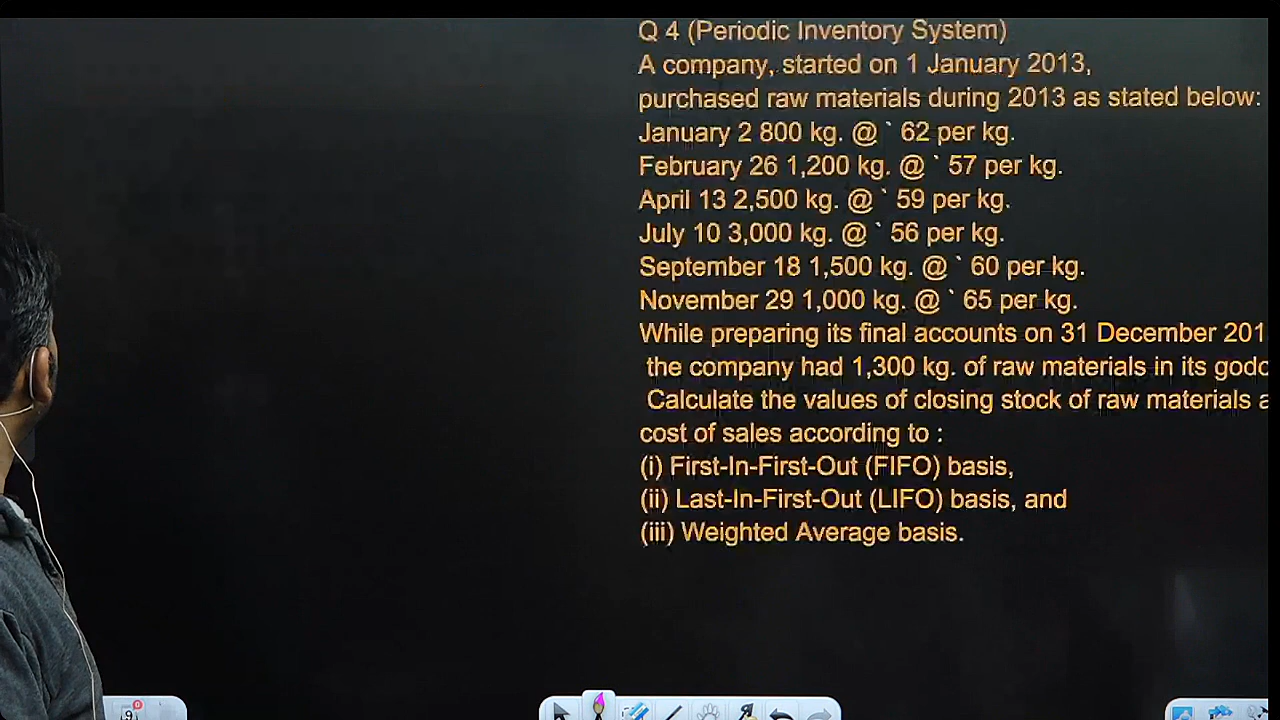 Q 4 (Periodic Inventory System)
A company, started on 1 January 2013,
purchased raw materials during 2013 as stated below:
January 2 800 kg. @ ` 62 per kg.
February 26 1,200 kg. @ ` 57 per kg.
April 13 2,500 kg. @ ` 59 per kg.
July 10 3,000 kg. @ ` 56 per kg.
September 18 1,500 kg. @ ` 60 per kg.
November 29 1,000 kg. @ ` 65 per kg.
While preparing its final accounts on 31 December 201
the company had 1,300 kg. of raw materials in its
Calculate the values of closing stock of raw materials
cost of sales according to :
(i) First-In-First-Out (FIFO) basis,
(ii) Last-In-First-Out (LIFO) basis, and
(iii) Weighted Average basis.